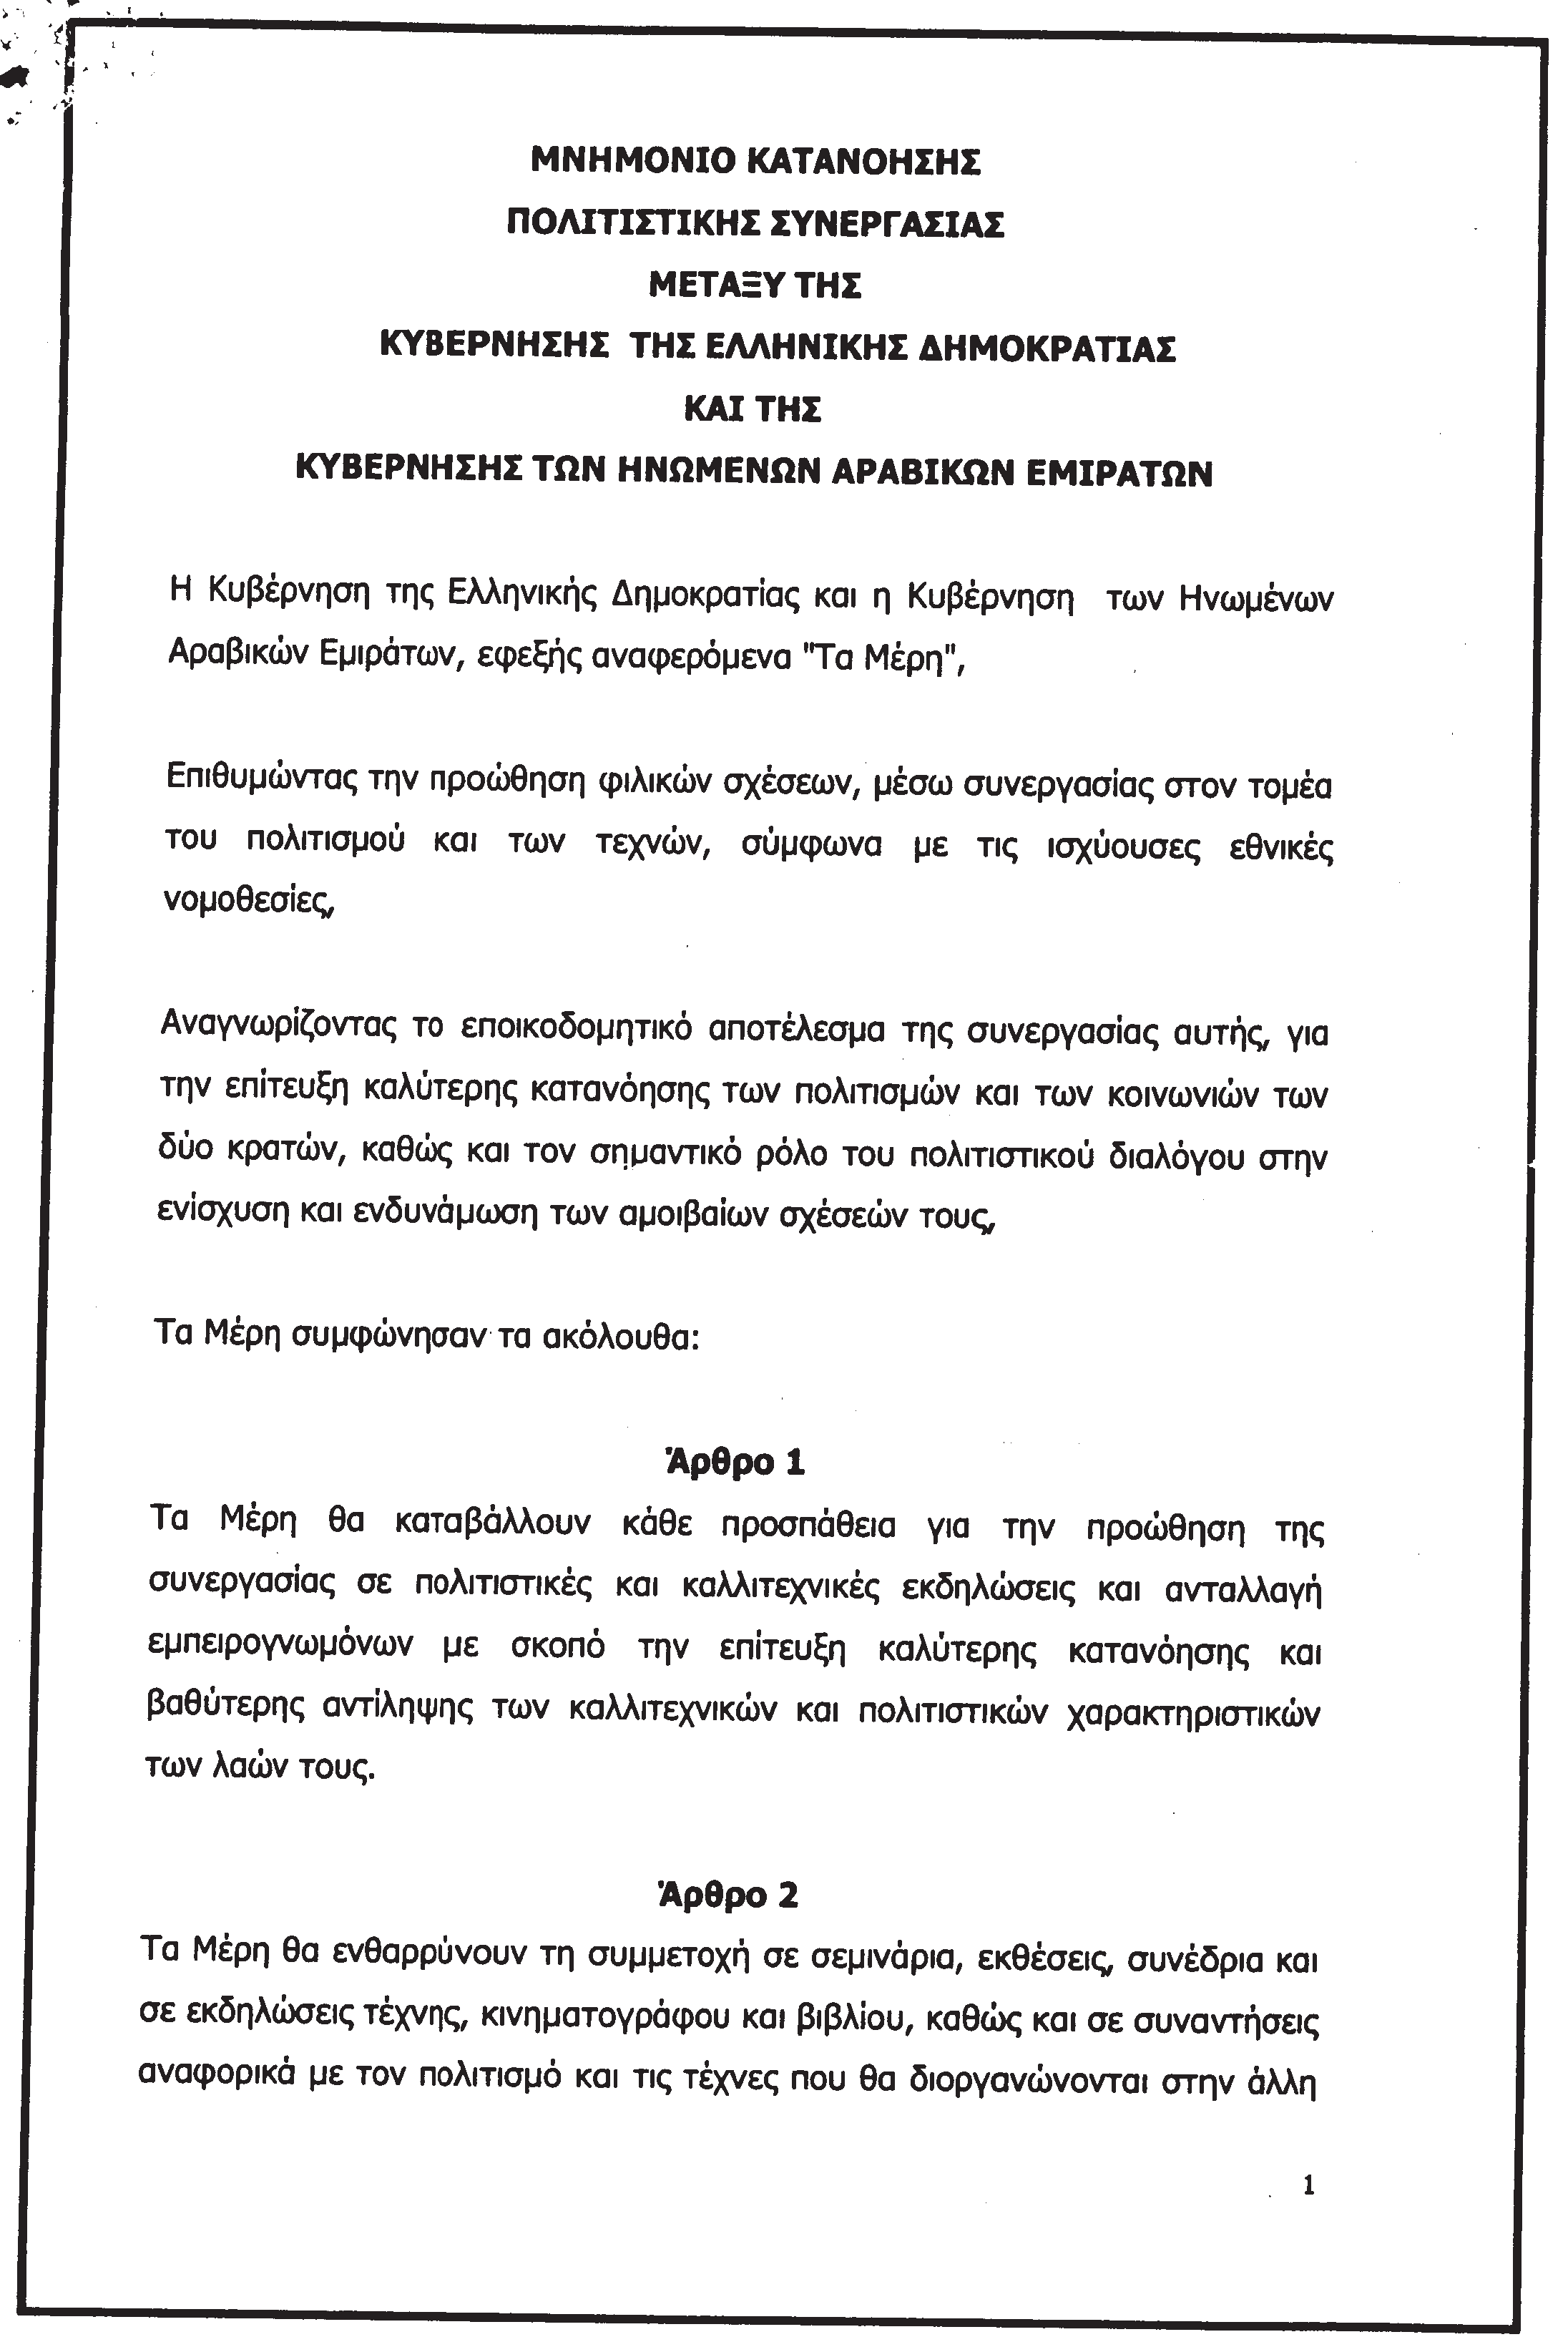 ΜΝΗΜΟΝΙΟ ΚΑΤΑΝΟΗΣΗΣ
ΠΟΛΙΤΙΣΤΙΚΗΣ ΣΥΝΕΡΓΑΣΙΑΣ
ΜΕΤΑΞΥ ΤΗΣ
ΚΥΒΕΡΝΗΣΗΣ ΤΗΣ ΕΛΛΗΝΙΚΗΣ ΔΗΜΟΚΡΑΤΙΑΣ
ΚΑΙ ΤΗΣ
ΚΥΒΕΡΝΗΣΗΣ ΤΩΝ ΗΝΩΜΕΝΩΝ ΑΡΑΒΙΚΩΝ ΕΜΙΡΑΤΩΝ
Η Κυβέρνηση της Ελληνικής Δημοκρατίας και η Κυβέρνηση των Ηνωμένων
Αραβικών Εμιράτων, εφεξής αναφερόμενα "Τα Μέρη",
Επιθυμώντας την προώθηση φιλικών σχέσεων, μέσω συνεργασίας στον τομέα
του πολιτισμού και των τεχνών, σύμφωνα με τις ισχύουσες εθνικές
νομοθεσίες,
Αναγνωρίζοντας το εποικοδομητικό αποτέλεσμα της συνεργασίας αυτής, για
την επίτευξη καλύτερης κατανόησης των πολιτισμών και των κοινωνιών των
δύο κρατών, καθώς και τον σημαντικό ρόλο του πολιτιστικού διαλόγου στην
ενίσχυση και ενδυνάμωση των αμοιβαίων σχέσεών τους,
Τα Μέρη συμφώνησαν τα ακόλουθα:
Άρθρο 1
Τα Μέρη θα καταβάλλουν κάθε προσπάθεια για την προώθηση της
συνεργασίας σε πολιτιστικές και καλλιτεχνικές εκδηλώσεις και ανταλλαγή
εμπειρογνωμόνων με σκοπό την επίτευξη καλύτερης κατανόησης και
βαθύτερης αντίληψης των καλλιτεχνικών και πολιτιστικών χαρακτηριστικών
των λαών τους.
Άρθρο 2
Τα Μέρη θα ενθαρρύνουν τη συμμετοχή σε σεμινάρια, εκθέσεις, συνέδρια και
σε εκδηλώσεις τέχνης, κινηματογράφου και βιβλίου, καθώς και σε συναντήσεις
αναφορικά με τον πολιτισμό και τις τέχνες που θα διοργανώνονται στην άλλη
1